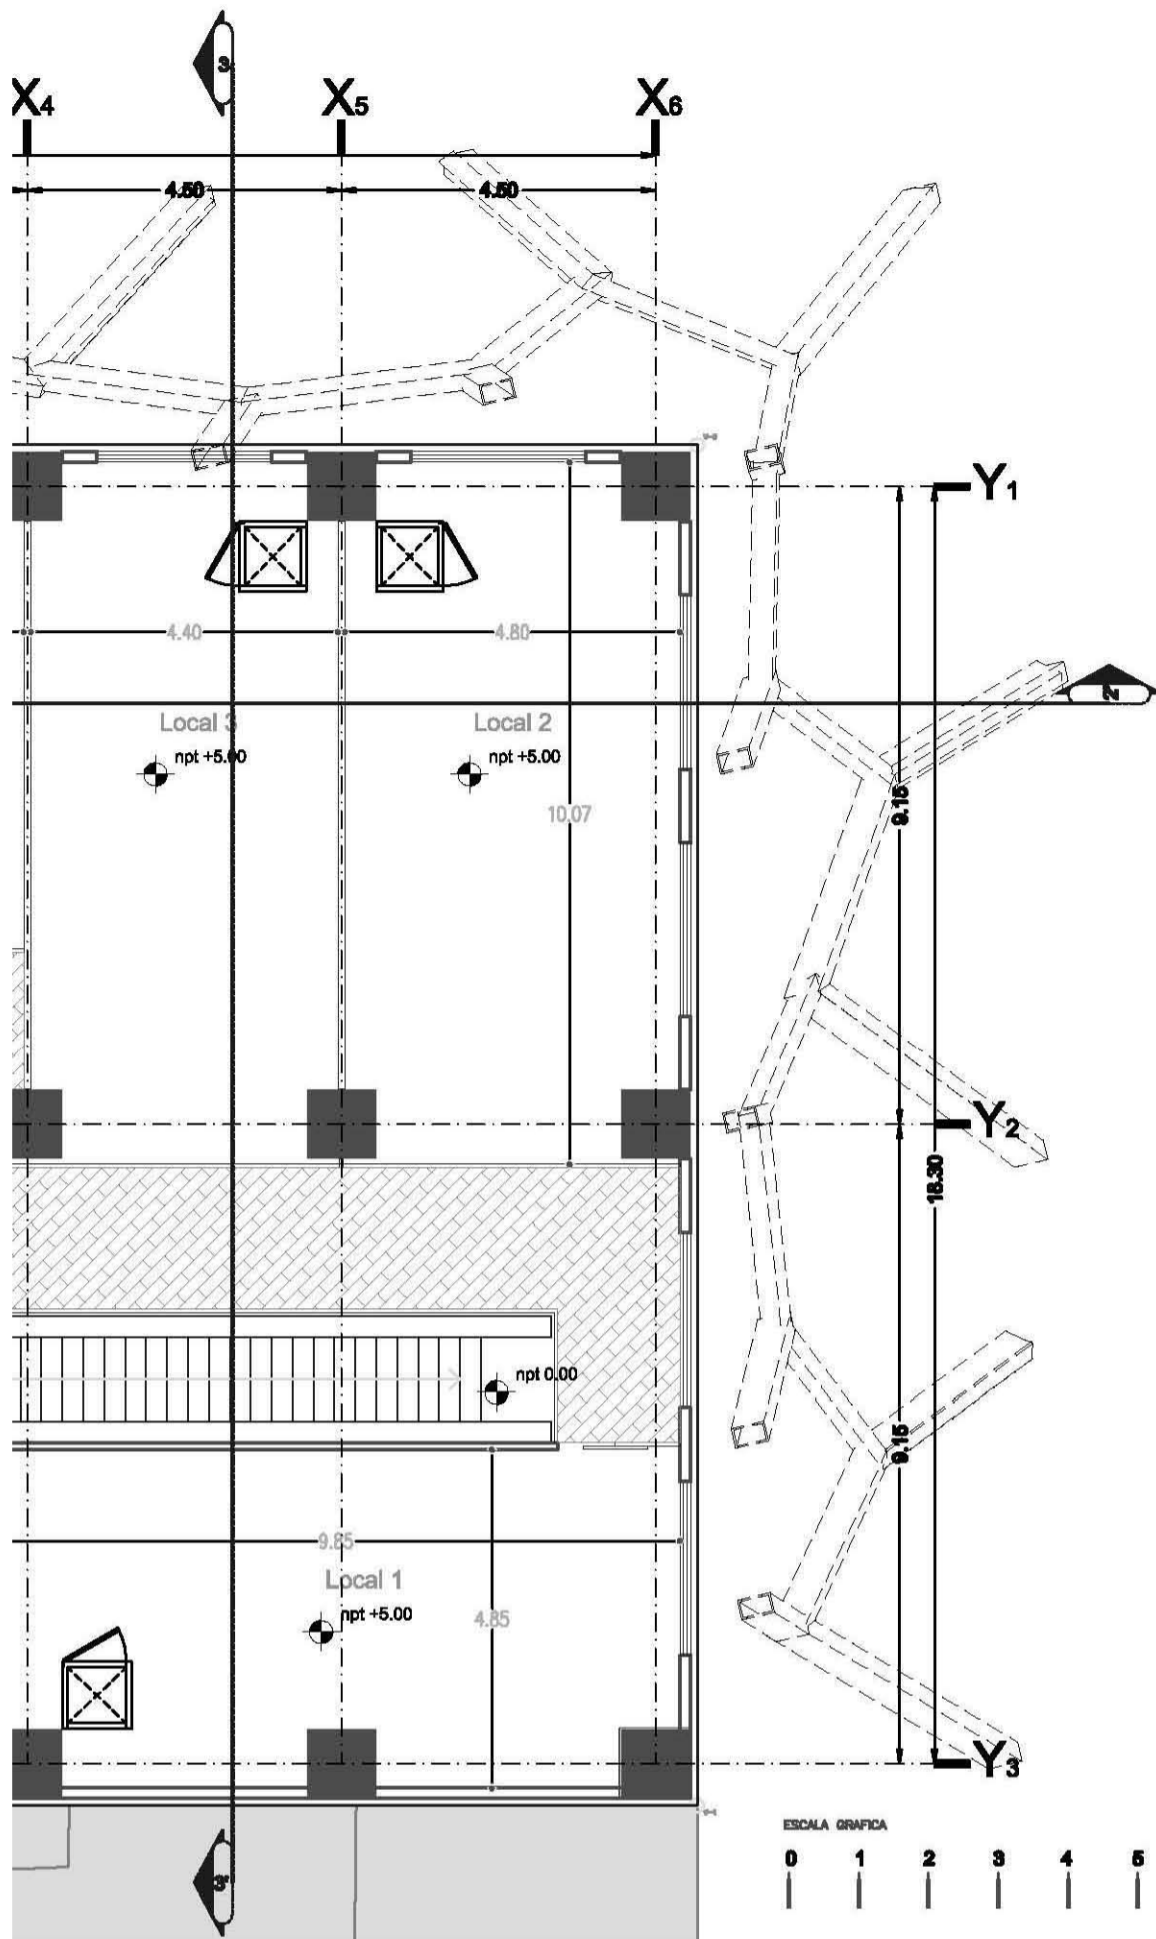 3
X4 X5 X6
4.50 4.50
Y1
4.40 4.80
2'
Local 3 Local 2
npt +5.00 npt +5.00
9.15
10.07
Y2
18.30
npt 0.00
9.15
9.85
Local 1
npt +5.00
4.85
Y3
ESCALA GRAFICA
0 1 2 3 4 5
3'